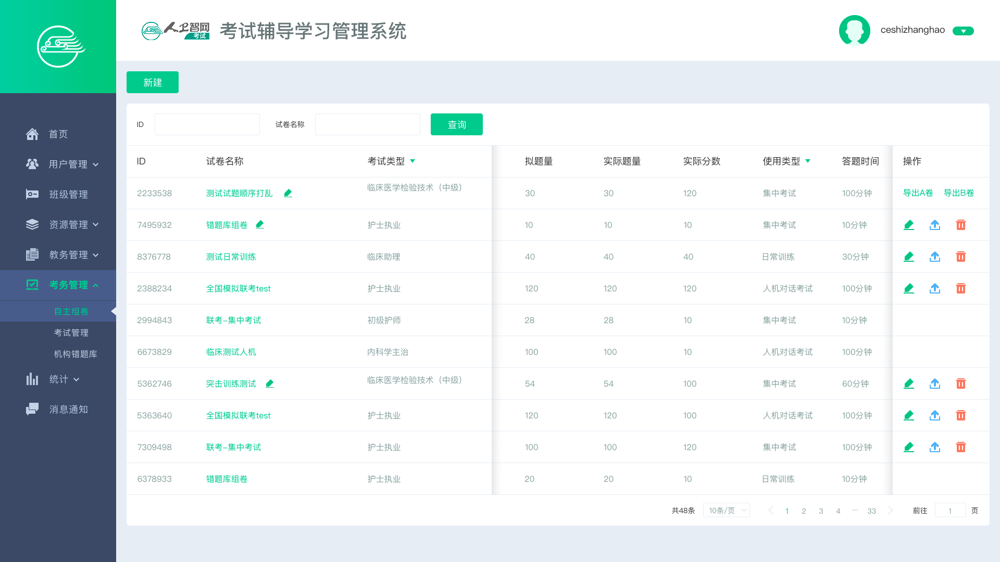 人卫智网
考试
考试辅导学习管理系统
ceshizhanghao
新建
首页
用户管理
班级管理
资源管理
教务管理
考务管理
自主组卷
考试管理
机构错题库
统计
消息通知
ID
试卷名称
查询
ID 试卷名称 考试类型 拟题量 实际题量 实际分数 使用类型 答题时间 操作
2233538 测试试题顺序打乱 临床医学检验技术（中级） 30 30 120 集中考试 100分钟 导出A卷 导出B卷
7495932 错题库组卷 护士执业 10 10 10 集中考试 10分钟
8376778 测试日常训练 临床助理 40 40 40 日常训练 30分钟
2388234 全国模拟联考test 护士执业 120 120 120 人机对话考试 100分钟
2994843 联考–集中考试 初级护师 28 28 10 集中考试 10分钟
6673829 临床测试人机 内科学主治 100 100 10 人机对话考试 100分钟
5362746 突击训练测试 临床医学检验技术（中级） 54 54 100 集中考试 60分钟
5363640 全国模拟联考test 护士执业 120 120 100 人机对话考试 100分钟
7309498 联考–集中考试 护士执业 100 100 120 集中考试 100分钟
6378933 错题库组卷 护士执业 20 20 10 日常训练 10分钟
共48条 10条/页 1 2 3 4 ··· 33 前往 1 页